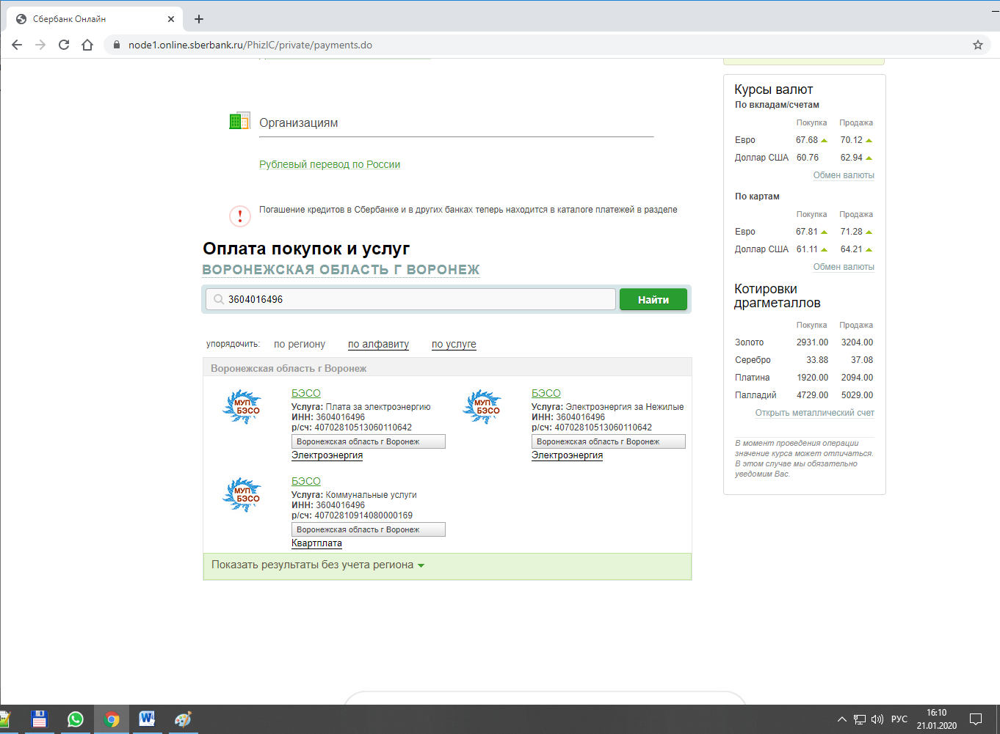 Сбербанк Онлайн
node1.online.sberbank.ru/PhizIC/private/payments.do
Организациям
Рублевый перевод по России
Погашение кредитов в Сбербанке и в других банках теперь находится в каталоге платежей в разделе
Оплата покупок и услуг
ВОРОНЕЖСКАЯ ОБЛАСТЬ Г ВОРОНЕЖ
3604016496
Найти
упорядочить: по региону по алфавиту по услуге
Воронежская область г Воронеж
МУП БЭСО
БЭСО
Услуга: Плата за электроэнергию
ИНН: 3604016496
р/сч: 40702810513060110642
Воронежская область г Воронеж
Электроэнергия
МУП БЭСО
БЭСО
Услуга: Электроэнергия за Нежилые
ИНН: 3604016496
р/сч: 40702810513060110642
Воронежская область г Воронеж
Электроэнергия
МУП БЭСО
БЭСО
Услуга: Коммунальные услуги
ИНН: 3604016496
р/сч: 40702810914080000169
Воронежская область г Воронеж
Квартплата
Показать результаты без учета региона
Курсы валют
По вкладам/счетам
Покупка Продажа
Евро 67.68 70.12
Доллар США 60.76 62.94
Обмен валюты
По картам
Покупка Продажа
Евро 67.81 71.28
Доллар США 61.11 64.21
Обмен валюты
Котировки
драгметаллов
Покупка Продажа
Золото 2931.00 3204.00
Серебро 33.88 37.08
Платина 1920.00 2094.00
Палладий 4729.00 5029.00
Открыть металлический счет
В момент проведения операции
значение курса может отличаться.
В этом случае мы обязательно
уведомим Вас.
РУС
16:10
21.01.2020